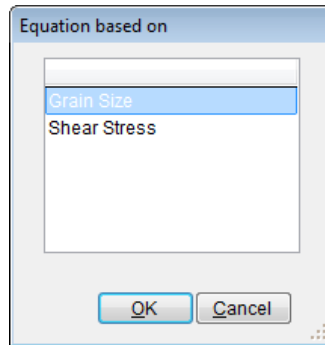 Equation based on
Grain Size
Shear Stress
OK
Cancel